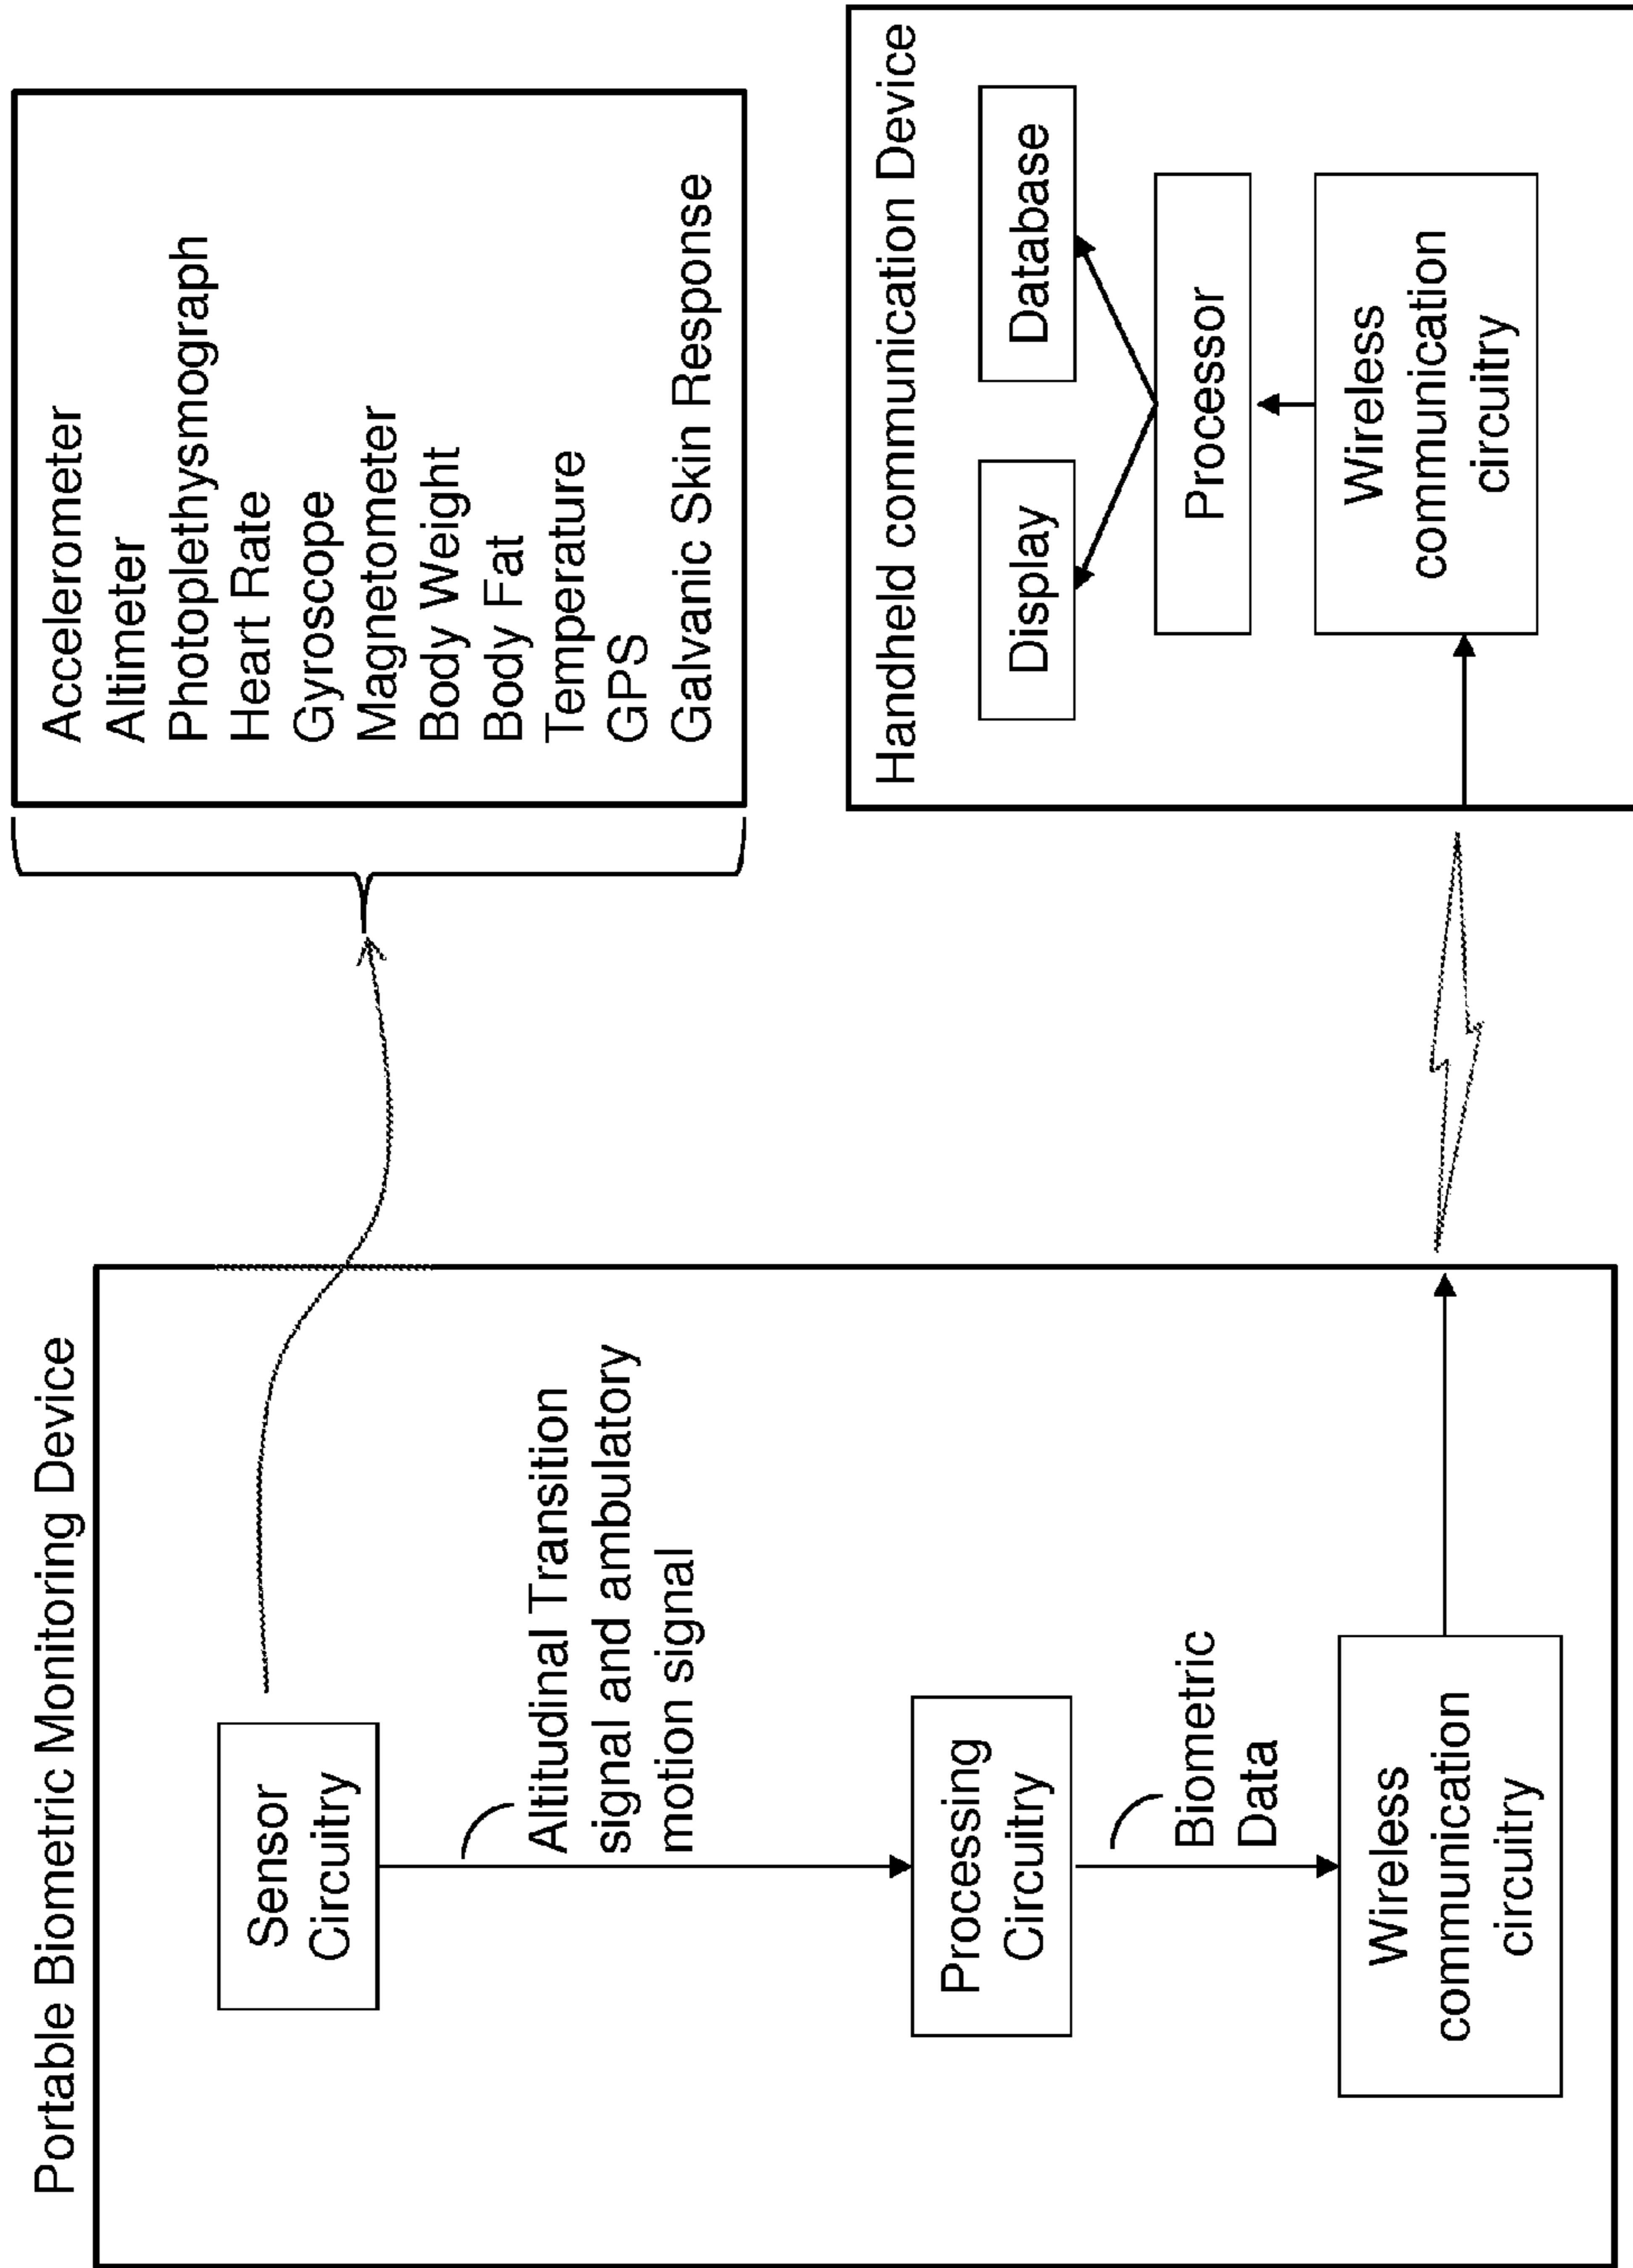 Portable Biometric Monitoring Device
Sensor
Circuitry
Altitudinal Transition
signal and ambulatory
motion signal
Processing
Circuitry
Biometric
Data
Wireless
communication
circuitry
Accelerometer
Altimeter
Photoplethysmograph
Heart Rate
Gyroscope
Magnetometer
Body Weight
Body Fat
Temperature
GPS
Galvanic Skin Response
Handheld communication Device
Display
Database
Processor
Wireless
communication
circuitry